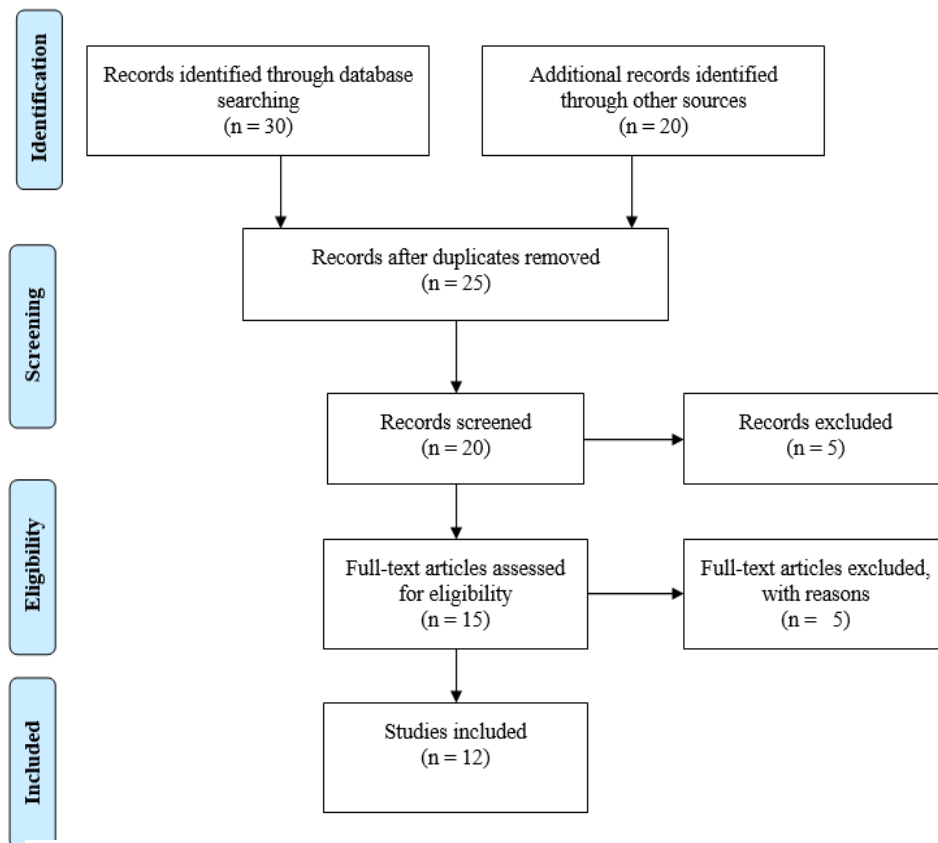 Identification
Records identified through database
searching
(n = 30)
Additional records identified
through other sources
(n = 20)
Screening
Records after duplicates removed
(n = 25)
Records screened
(n = 20)
Records excluded
(n = 5)
Eligibility
Full-text articles assessed
for eligibility
(n = 15)
Full-text articles excluded,
with reasons
(n = 5)
Included
Studies included
(n = 12)